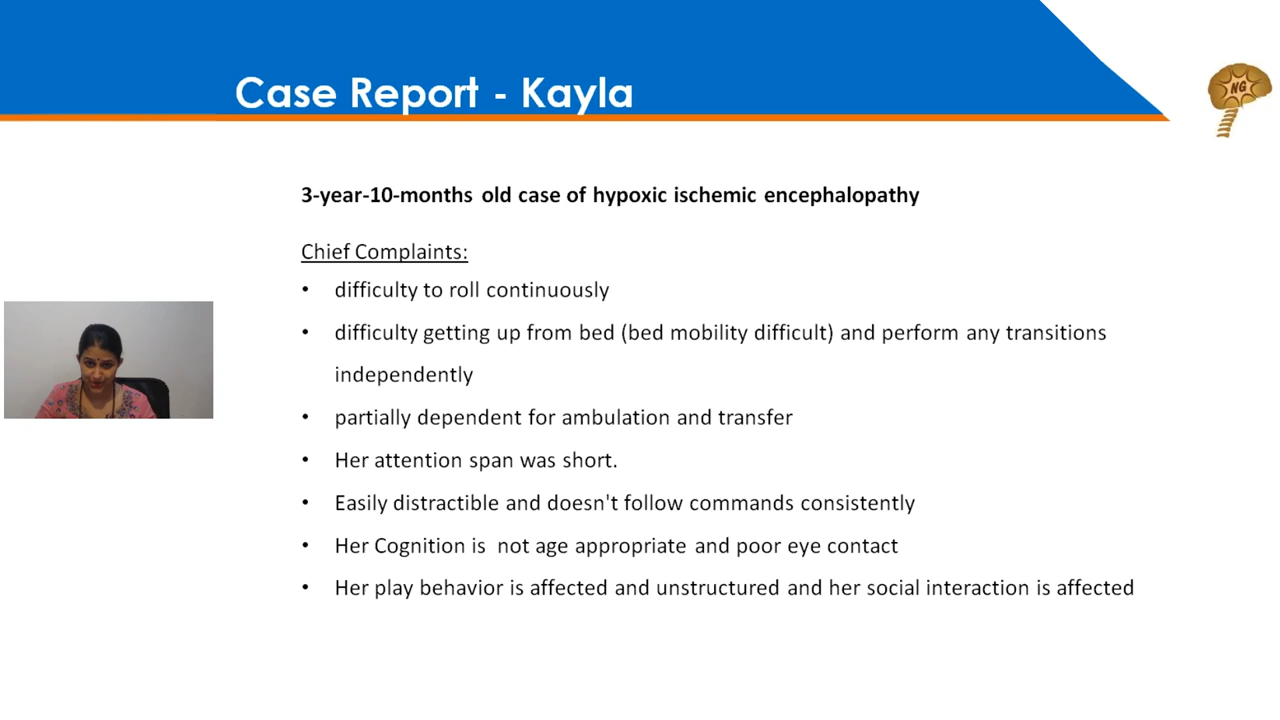 Case Report - Kayla
NG
3-year-10-months old case of hypoxic ischemic encephalopathy
Chief Complaints:
• difficulty to roll continuously
• difficulty getting up from bed (bed mobility difficult) and perform any transitions
independently
• partially dependent for ambulation and transfer
• Her attention span was short.
• Easily distractible and doesn't follow commands consistently
• Her Cognition is  not age appropriate and poor eye contact
• Her play behavior is affected and unstructured and her social interaction is affected